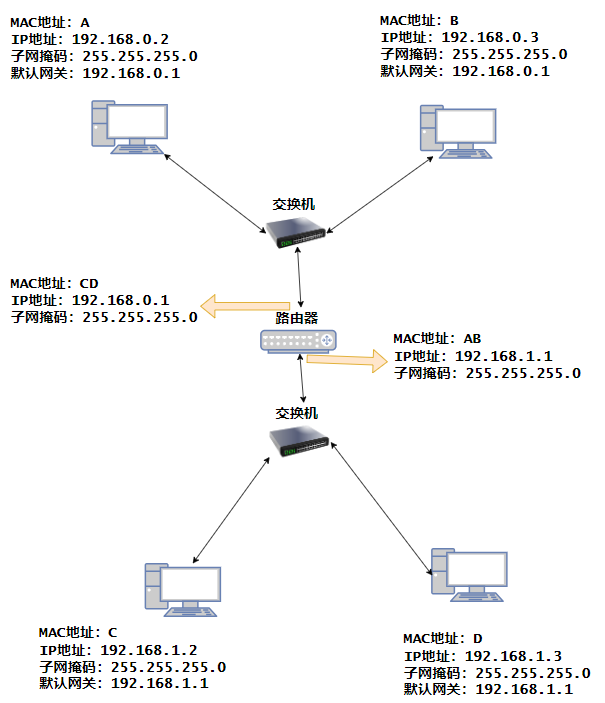 MAC地址：A
IP地址：192.168.0.2
子网掩码：255.255.255.0
默认网关：192.168.0.1
MAC地址：B
IP地址：192.168.0.3
子网掩码：255.255.255.0
默认网关：192.168.0.1
交换机
MAC地址：CD
IP地址：192.168.0.1
子网掩码：255.255.255.0
路由器
MAC地址：AB
IP地址：192.168.1.1
子网掩码：255.255.255.0
交换机
MAC地址：C
IP地址：192.168.1.2
子网掩码：255.255.255.0
默认网关：192.168.1.1
MAC地址：D
IP地址：192.168.1.3
子网掩码：255.255.255.0
默认网关：192.168.1.1